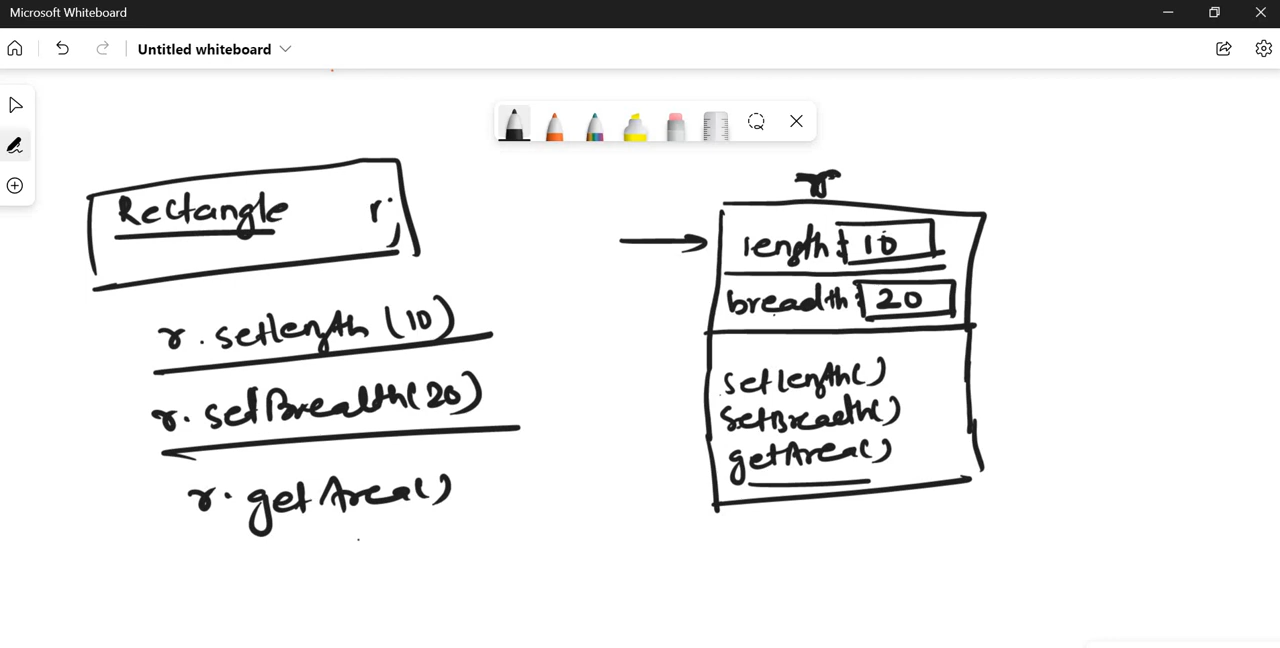 Microsoft Whiteboard
Untitled whiteboard
Rectangle r;
r.setlength(10)
r.setBreadth(20)
r.getArea()
r
length: 10
breadth: 20
setlength()
setBreadth()
getArea()